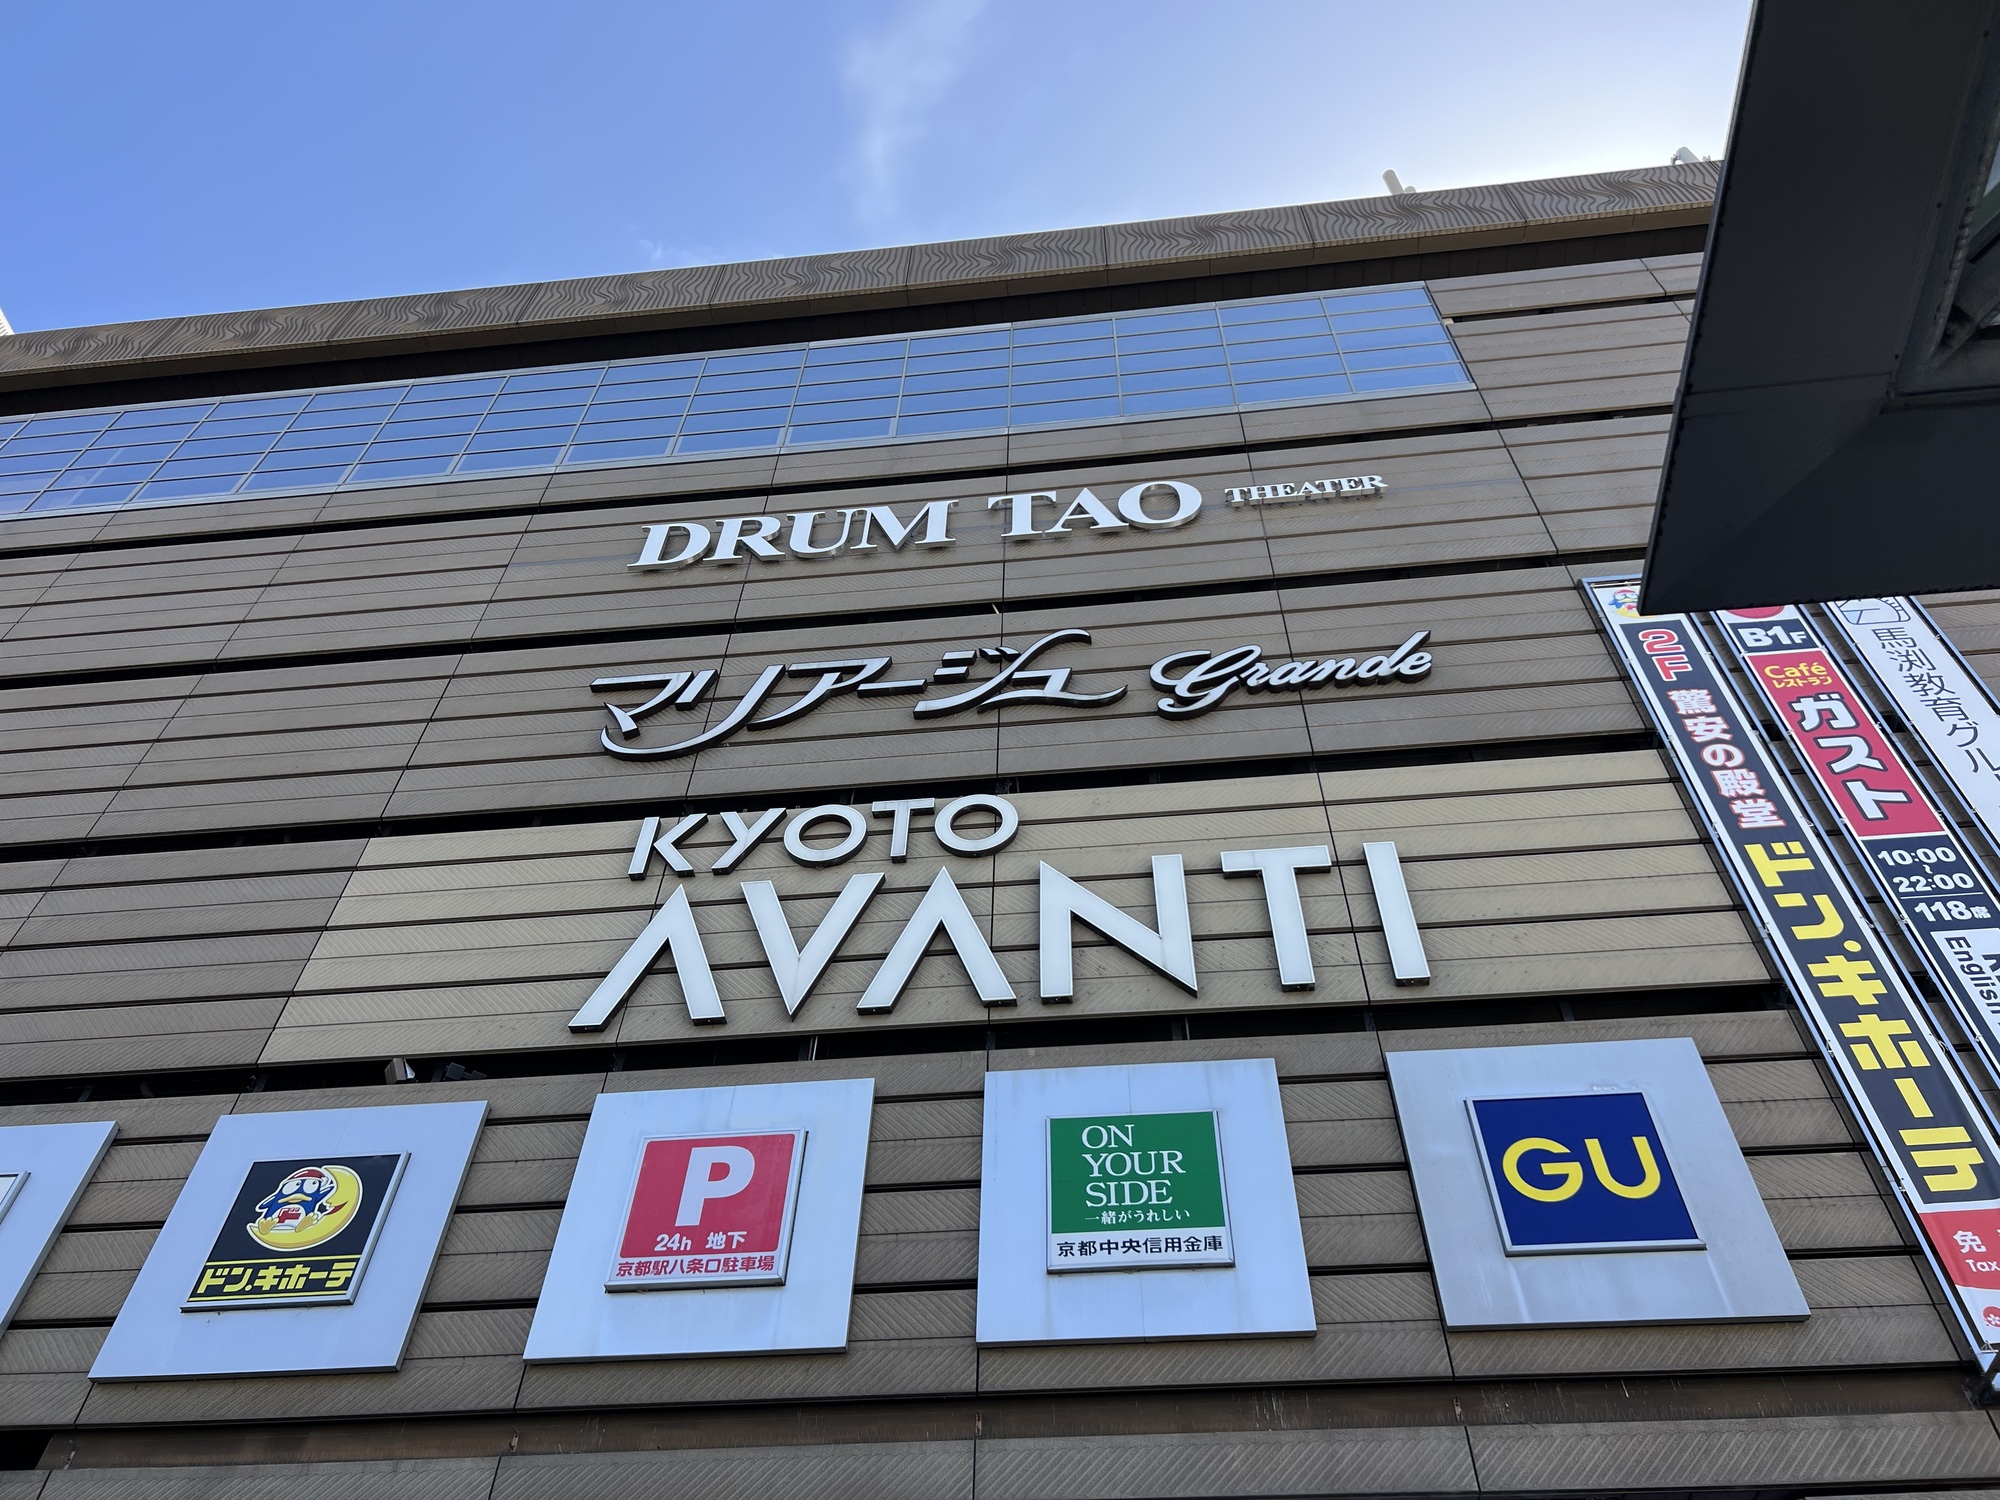 DRUM TAO THEATER
マリアージュ Grande
KYOTO
AVANTI
ドン.キホーテ
P
24h 地下
京都駅八条口駐車場
ON
YOUR
SIDE
一緒がうれしい
京都中央信用金庫
GU
2F 驚安の殿堂 ドン.キホーテ
免
Tax
B1F
Café
レストラン
ガスト
10:00
~
22:00
118席
English
馬渕教育グル